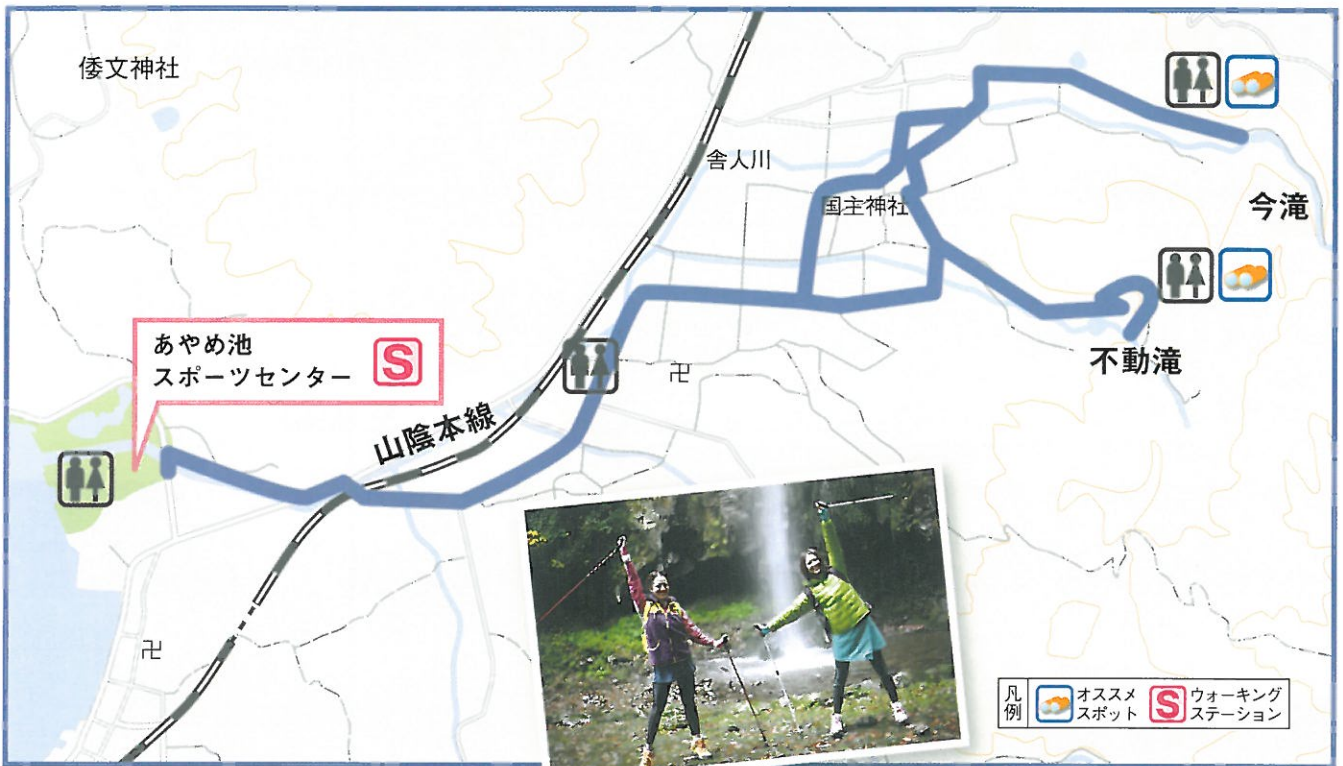 倭文神社
舎人川
国主神社
今滝
不動滝
あやめ池
スポーツセンター
S
山陰本線
卍
卍
凡例
オススメ
スポット
S
ウォーキング
ステーション